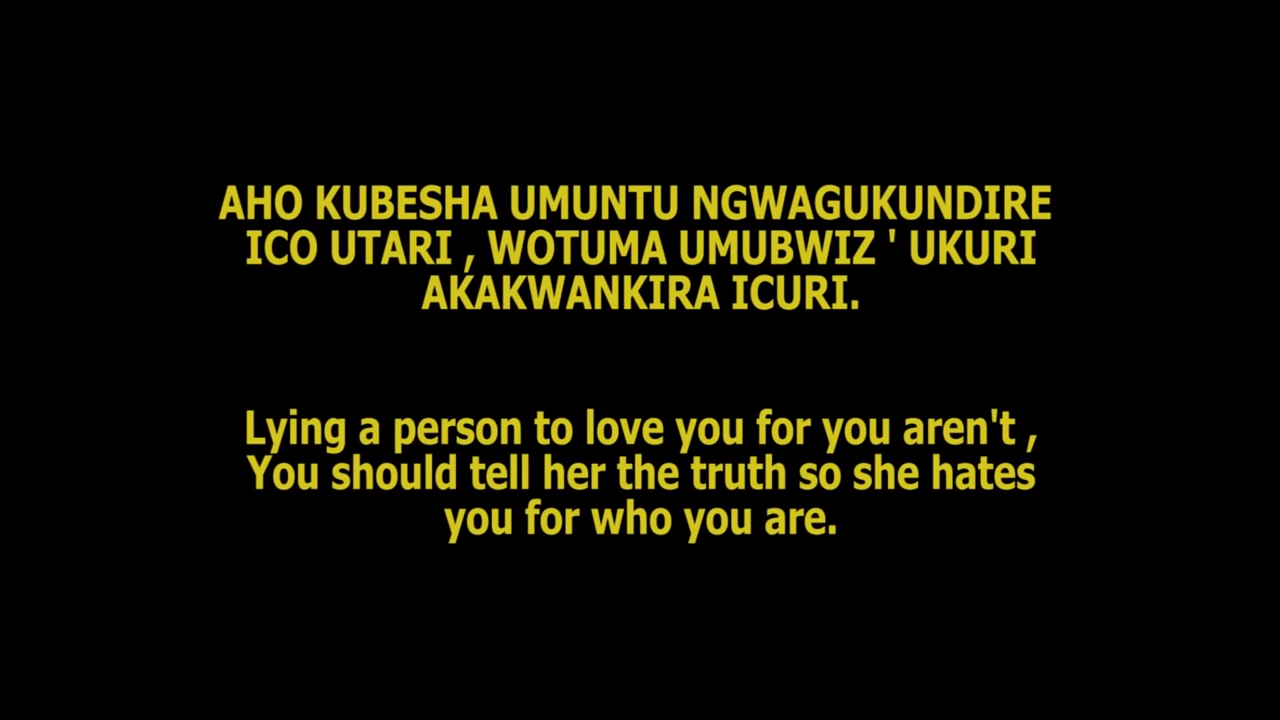 AHO KUBESHA UMUNTU NGWAGUKUNDIRE
ICO UTARI , WOTUMA UMUBWIZ ' UKURI
AKAKWANKIRA ICURI.
Lying a person to love you for you aren't ,
You should tell her the truth so she hates
you for who you are.